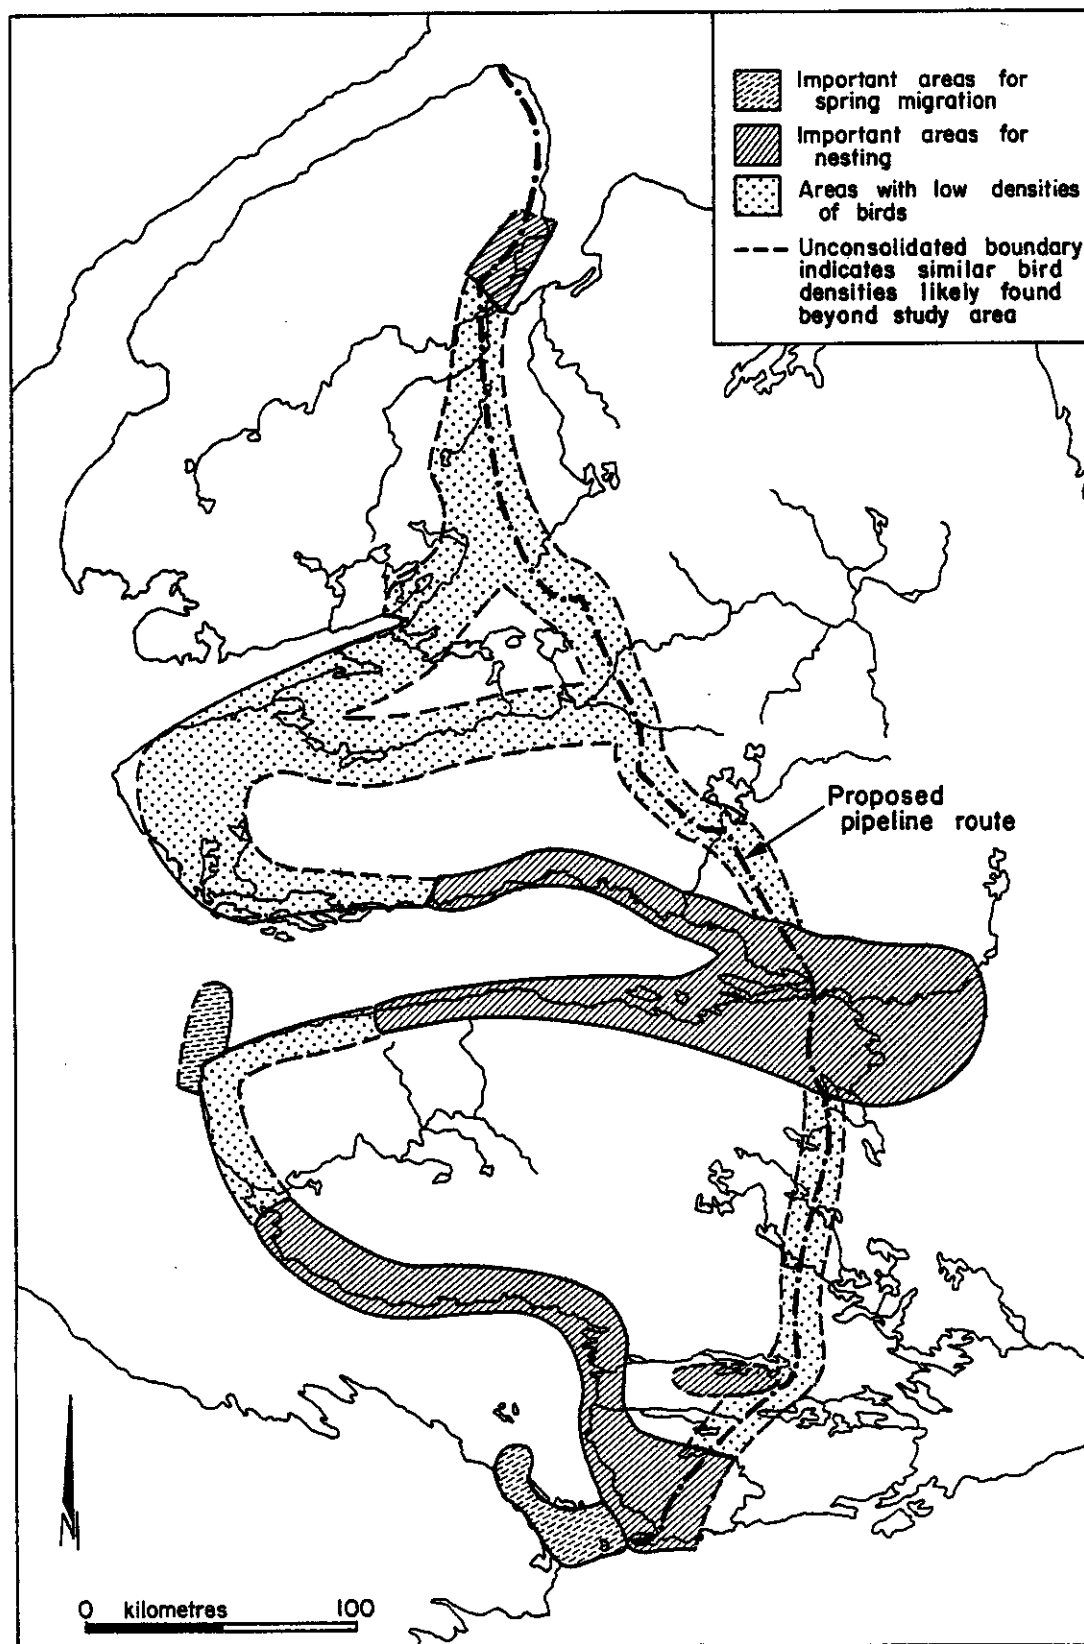 Important areas for
spring migration
Important areas for
nesting
Areas with low densities
of birds
Unconsolidated boundary
indicates similar bird
densities likely found
beyond study area
Proposed
pipeline route
N
0 kilometres 100